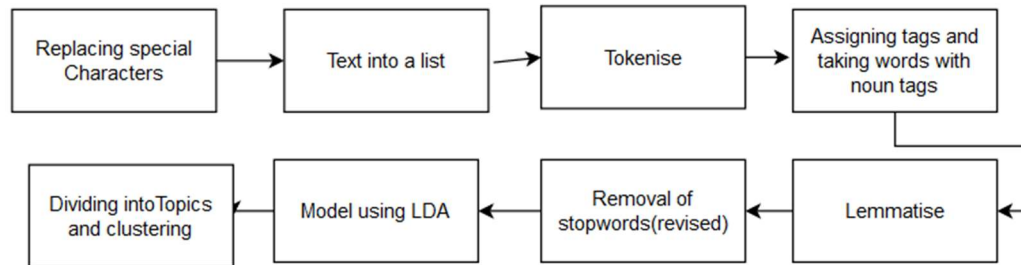 Replacing special
Characters
Text into a list
Tokenise
Assigning tags and
taking words with
noun tags
Lemmatise
Removal of
stopwords(revised)
Model using LDA
Dividing intoTopics
and clustering